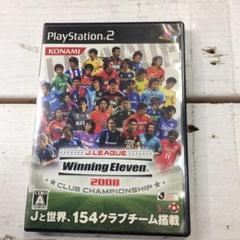 PlayStation®2
KONAMI
J.LEAGUE
Winning Eleven
2008
CLUB CHAMPIONSHIP
A
Jと世界、154クラブチーム搭載